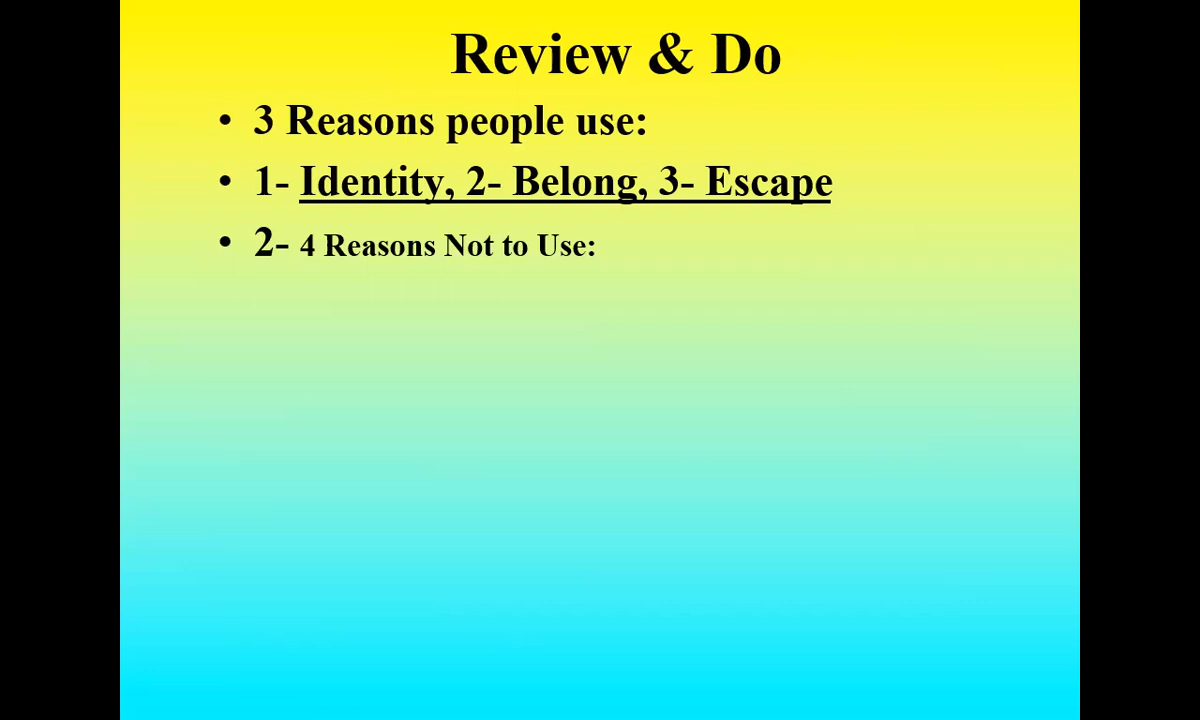 Review & Do
• 3 Reasons people use:
• 1- Identity, 2- Belong, 3- Escape
• 2- 4 Reasons Not to Use: